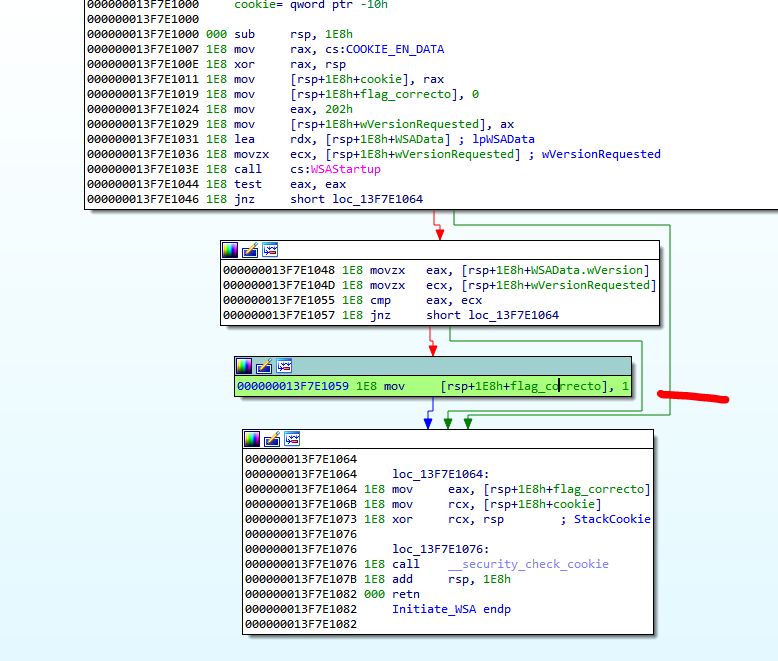 000000013F7E1000 cookie= qword ptr -10h
000000013F7E1000
000000013F7E1000 000 sub rsp, 1E8h
000000013F7E1007 1E8 mov rax, cs:COOKIE_EN_DATA
000000013F7E100E 1E8 xor rax, rsp
000000013F7E1011 1E8 mov [rsp+1E8h+cookie], rax
000000013F7E1019 1E8 mov [rsp+1E8h+flag_correcto], 0
000000013F7E1024 1E8 mov eax, 202h
000000013F7E1029 1E8 mov [rsp+1E8h+wVersionRequested], ax
000000013F7E1031 1E8 lea rdx, [rsp+1E8h+WSAData] ; lpWSAData
000000013F7E1036 1E8 movzx ecx, [rsp+1E8h+wVersionRequested] ; wVersionRequested
000000013F7E103E 1E8 call cs:WSAStartup
000000013F7E1044 1E8 test eax, eax
000000013F7E1046 1E8 jnz short loc_13F7E1064
000000013F7E1048 1E8 movzx eax, [rsp+1E8h+WSAData.wVersion]
000000013F7E104D 1E8 movzx ecx, [rsp+1E8h+wVersionRequested]
000000013F7E1055 1E8 cmp eax, ecx
000000013F7E1057 1E8 jnz short loc_13F7E1064
000000013F7E1059 1E8 mov [rsp+1E8h+flag_correcto], 1
000000013F7E1064
000000013F7E1064 loc_13F7E1064:
000000013F7E1064 1E8 mov eax, [rsp+1E8h+flag_correcto]
000000013F7E106B 1E8 mov rcx, [rsp+1E8h+cookie]
000000013F7E1073 1E8 xor rcx, rsp ; StackCookie
000000013F7E1076
000000013F7E1076 loc_13F7E1076:
000000013F7E1076 1E8 call __security_check_cookie
000000013F7E107B 1E8 add rsp, 1E8h
000000013F7E1082 000 retn
000000013F7E1082 Initiate_WSA endp
000000013F7E1082